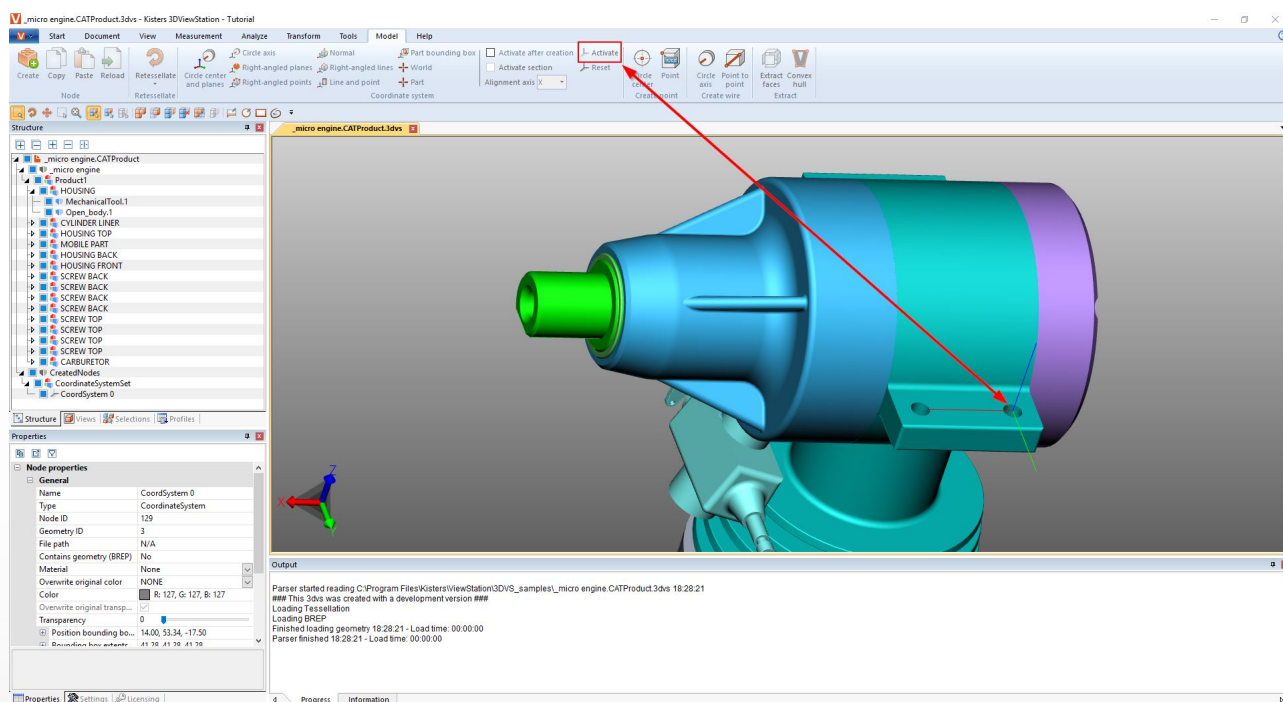 _micro engine.CATProduct.3dvs - Kisters 3DViewStation - Tutorial
Start Document View Measurement Analyze Transform Tools Model Help
Create Copy Paste Reload
Node
Retessellate
Retessellate
Circle center and planes
Circle axis
Right-angled planes
Right-angled points
Normal
Right-angled lines
Line and point
Part bounding box
World
Part
Activate after creation
Activate section
Alignment axis X
Activate
Reset
Coordinate system
Circle center
Point
Create point
Circle axis
Point to point
Create wire
Extract faces
Convex hull
Extract
Structure
_micro engine.CATProduct.3dvs
_micro engine.CATProduct
_micro engine
Product1
HOUSING
MechanicalTool.1
Open_body.1
CYLINDER LINER
HOUSING TOP
MOBILE PART
HOUSING BACK
HOUSING FRONT
SCREW BACK
SCREW BACK
SCREW BACK
SCREW BACK
SCREW TOP
SCREW TOP
SCREW TOP
SCREW TOP
CARBURETOR
CreatedNodes
CoordinateSystemSet
CoordSystem 0
Structure Views Selections Profiles
Properties
Node properties
General
Name CoordSystem 0
Type CoordinateSystem
Node ID 129
Geometry ID 3
File path N/A
Contains geometry (BREP) No
Material None
Overwrite original color NONE
Color R: 127, G: 127, B: 127
Overwrite original transp...
Transparency 0
Position bounding bo... 14.00, 53.34, -17.50
Bounding box extents 41.28, 41.28, 41.28
Properties Settings Licensing
Z
X
Y
Output
Parser started reading C:\Program Files\Kisters\ViewStation\3DVS_samples\_micro engine.CATProduct.3dvs 18:28:21
### This 3dvs was created with a development version ###
Loading Tessellation
Loading BREP
Finished loading geometry 18:28:21 - Load time: 00:00:00
Parser finished 18:28:21 - Load time: 00:00:00
Progress Information